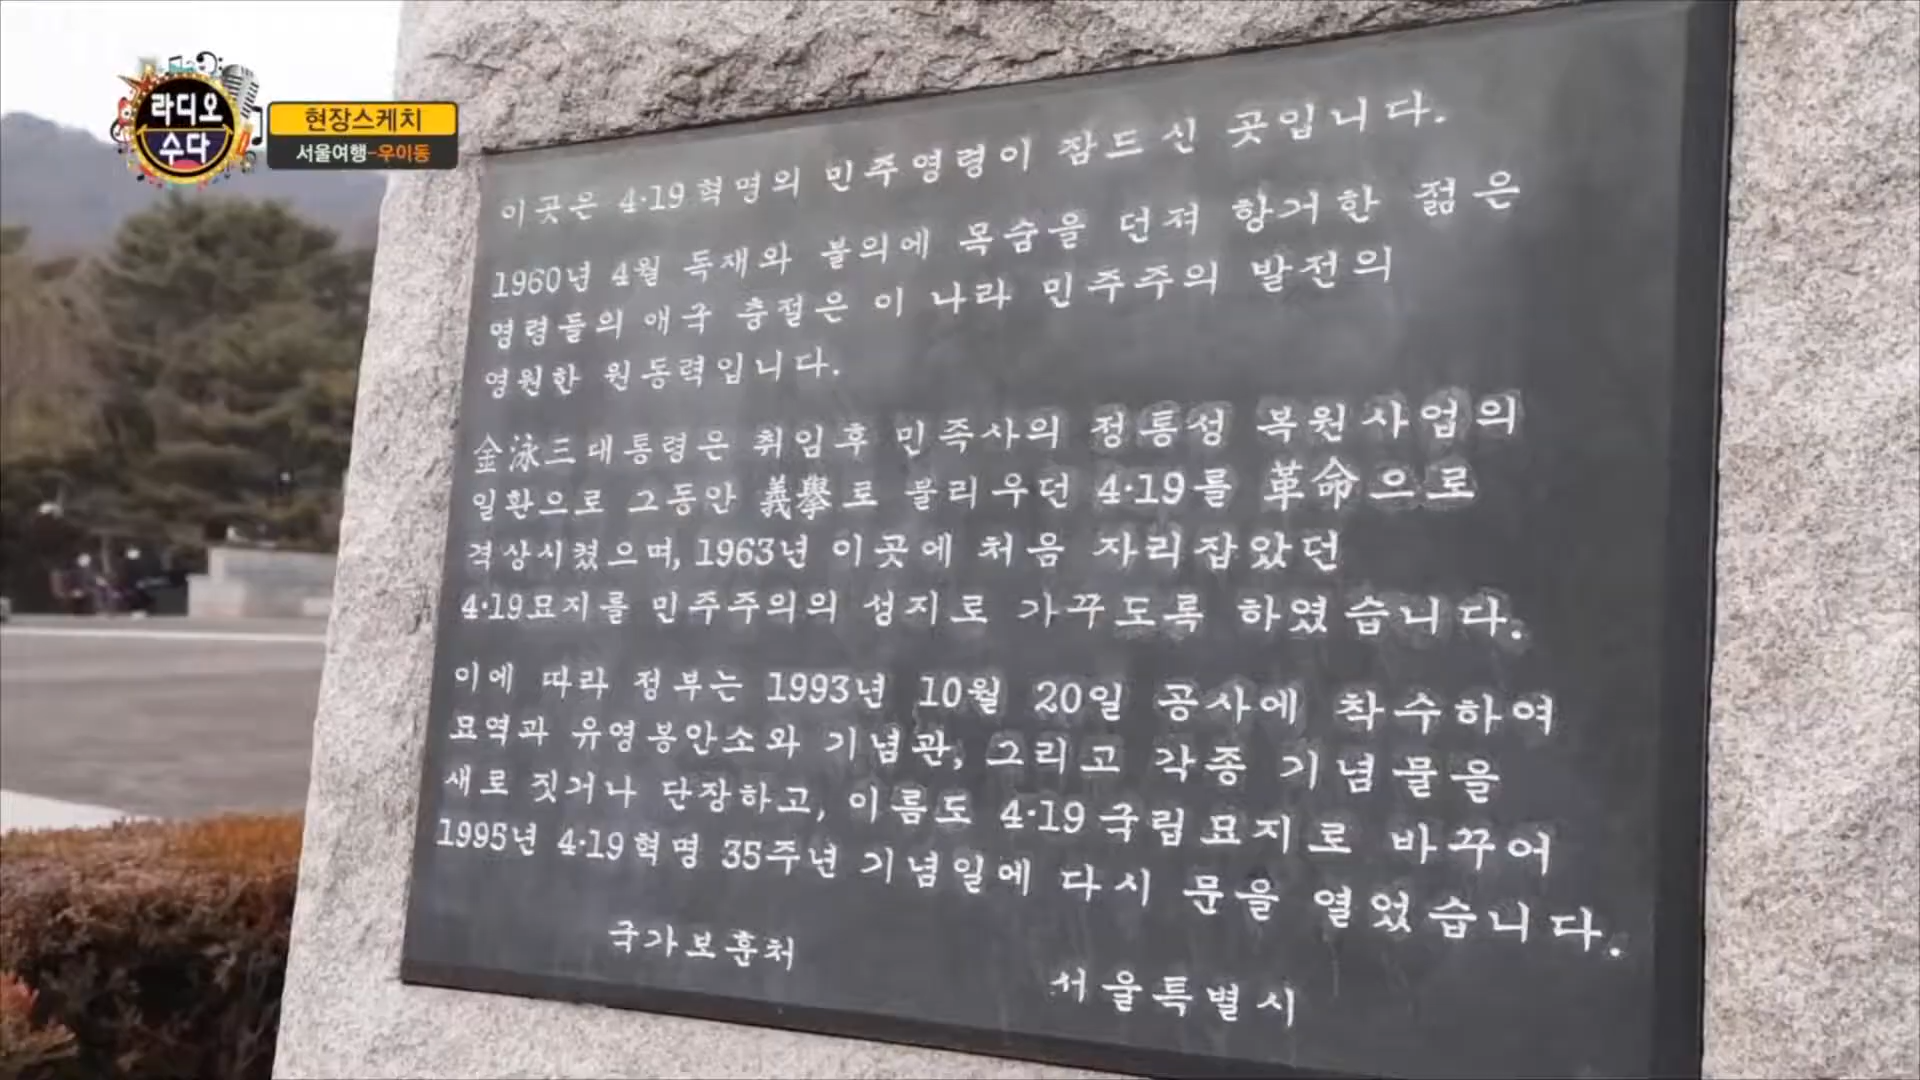 라디오
수다
현장스케치
서울여행-우이동
이곳은 4·19혁명의 민주영령이 잠드신 곳입니다.
1960년 4월 독재와 불의에 목숨을 던져 항거한 젊은
영령들의 애국 충절은 이 나라 민주주의 발전의
영원한 원동력입니다.
金泳三대통령은 취임후 민족사의 정통성 복원사업의
일환으로 그동안 義擧로 불리우던 4·19를 革命으로
격상시켰으며, 1963년 이곳에 처음 자리잡았던
4·19묘지를 민주주의의 성지로 가꾸도록 하였습니다.
이에 따라 정부는 1993년 10월 20일 공사에 착수하여
묘역과 유영봉안소와 기념관, 그리고 각종 기념물을
새로 짓거나 단장하고, 이름도 4·19국립묘지로 바꾸어
1995년 4·19혁명 35주년 기념일에 다시 문을 열었습니다.
국가보훈처
서울특별시